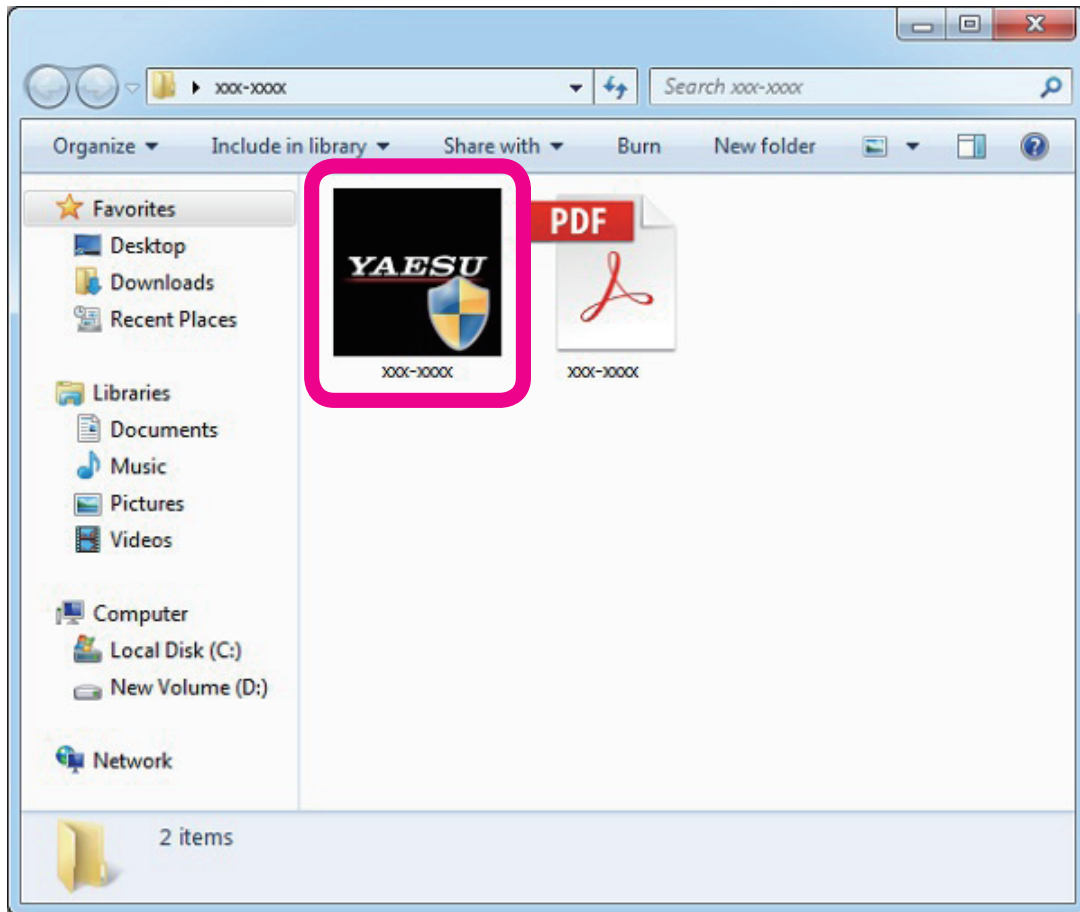 xxx-xxxx
Search xxx-xxxx
Organize
Include in library
Share with
Burn
New folder
Favorites
Desktop
Downloads
Recent Places
Libraries
Documents
Music
Pictures
Videos
Computer
Local Disk (C:)
New Volume (D:)
Network
YAESU
xxx-xxxx
PDF
xxx-xxxx
2 items